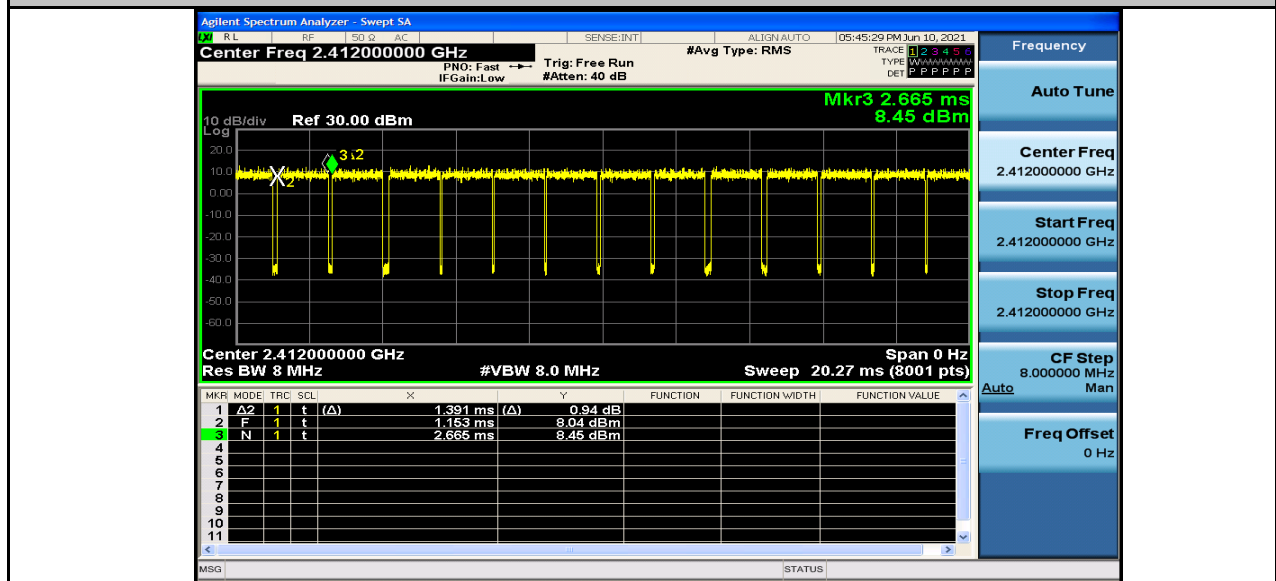 Agilent Spectrum Analyzer - Swept SA
LXI RL RF 50 Ω AC SENSE:INT ALIGNAUTO 05:45:29 PM Jun 10, 2021
Center Freq 2.412000000 GHz
#Avg Type: RMS
TRACE 1 2 3 4 5 6
PNO: Fast Trig: Free Run
TYPE WWWWWW
IFGain:Low #Atten: 40 dB
DET P P P P P P
Mkr3 2.665 ms
8.45 dBm
10 dB/div Ref 30.00 dBm
Log
20.0
10.0
0.00
-10.0
-20.0
-30.0
-40.0
-50.0
-60.0
2
Center 2.412000000 GHz Span 0 Hz
Res BW 8 MHz #VBW 8.0 MHz Sweep 20.27 ms (8001 pts)
MKR MODE TRC SCL X Y FUNCTION FUNCTION WIDTH FUNCTION VALUE
1 Δ2 1 t (Δ) 1.391 ms (Δ) 0.94 dB
2 F 1 t 1.153 ms 8.04 dBm
3 N 1 t 2.665 ms 8.45 dBm
4
5
6
7
8
9
10
11
MSG STATUS
Frequency
Auto Tune
Center Freq
2.412000000 GHz
Start Freq
2.412000000 GHz
Stop Freq
2.412000000 GHz
CF Step
8.000000 MHz
Auto Man
Freq Offset
0 Hz